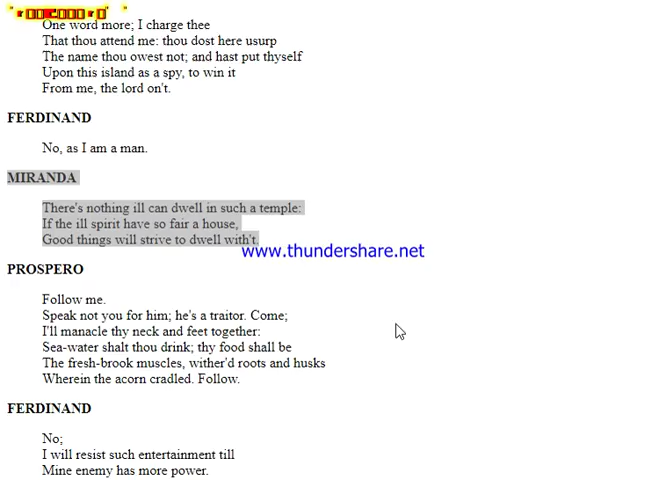 One word more; I charge thee
That thou attend me: thou dost here usurp
The name thou owest not; and hast put thyself
Upon this island as a spy, to win it
From me, the lord on't.
FERDINAND
No, as I am a man.
MIRANDA
There's nothing ill can dwell in such a temple:
If the ill spirit have so fair a house,
Good things will strive to dwell with't.
www.thundershare.net
PROSPERO
Follow me.
Speak not you for him; he's a traitor. Come;
I'll manacle thy neck and feet together:
Sea-water shalt thou drink; thy food shall be
The fresh-brook muscles, wither'd roots and husks
Wherein the acorn cradled. Follow.
FERDINAND
No;
I will resist such entertainment till
Mine enemy has more power.